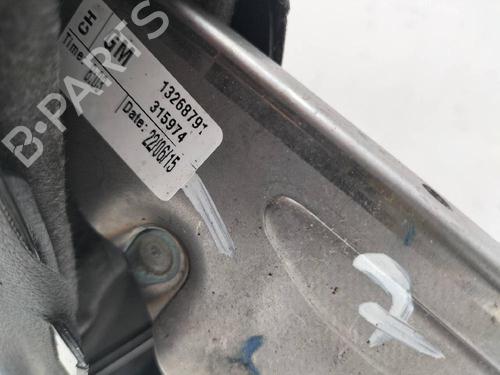 CH GM 13268791
315974
Time Date: 22/06/15
B-PARTS